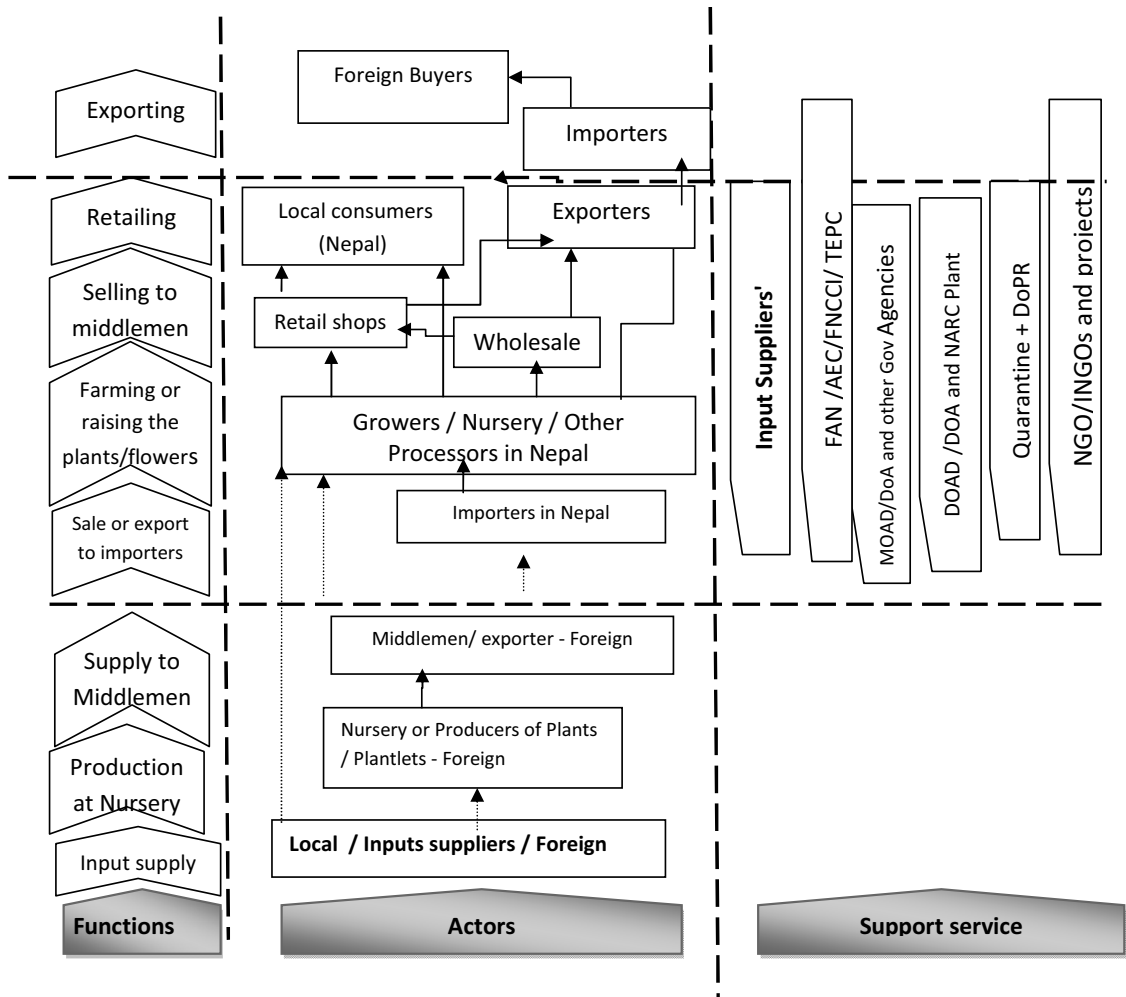 Exporting
Retailing
Selling to
middlemen
Farming or
raising the
plants/flowers
Sale or export
to importers
Supply to
Middlemen
Production
at Nursery
Input supply
Functions
Foreign Buyers
Importers
Local consumers
(Nepal)
Exporters
Retail shops
Wholesale
Growers / Nursery / Other
Processors in Nepal
Importers in Nepal
Middlemen/ exporter - Foreign
Nursery or Producers of Plants
/ Plantlets - Foreign
Local / Inputs suppliers / Foreign
Actors
Input Suppliers'
FAN /AEC/FNCCI/ TEPC
MOAD/DoA and other Gov Agencies
DOAD /DOA and NARC Plant
Quarantine + DoPR
NGO/INGOs and proiects
Support service